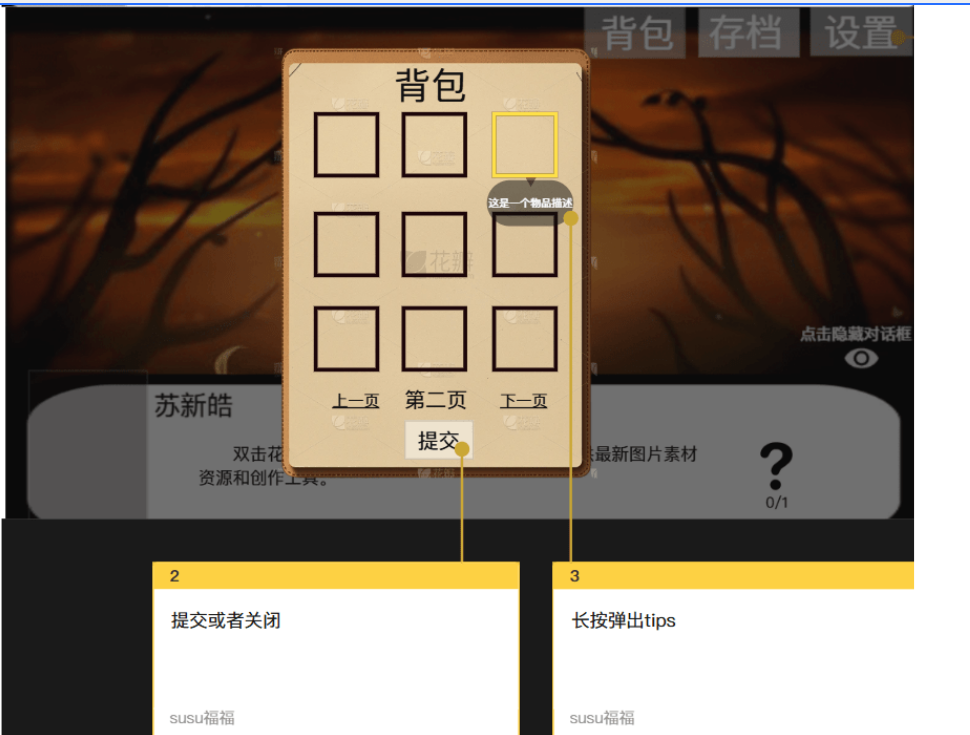 背包 存档 设置
背包
这是一个物品描述
花瓣
点击隐藏对话框
上一页 第二页 下一页
苏新皓
提交
双击花
最新图片素材
资源和创作工具。
0/1
2
提交或者关闭
susu福福
3
长按弹出tips
susu福福